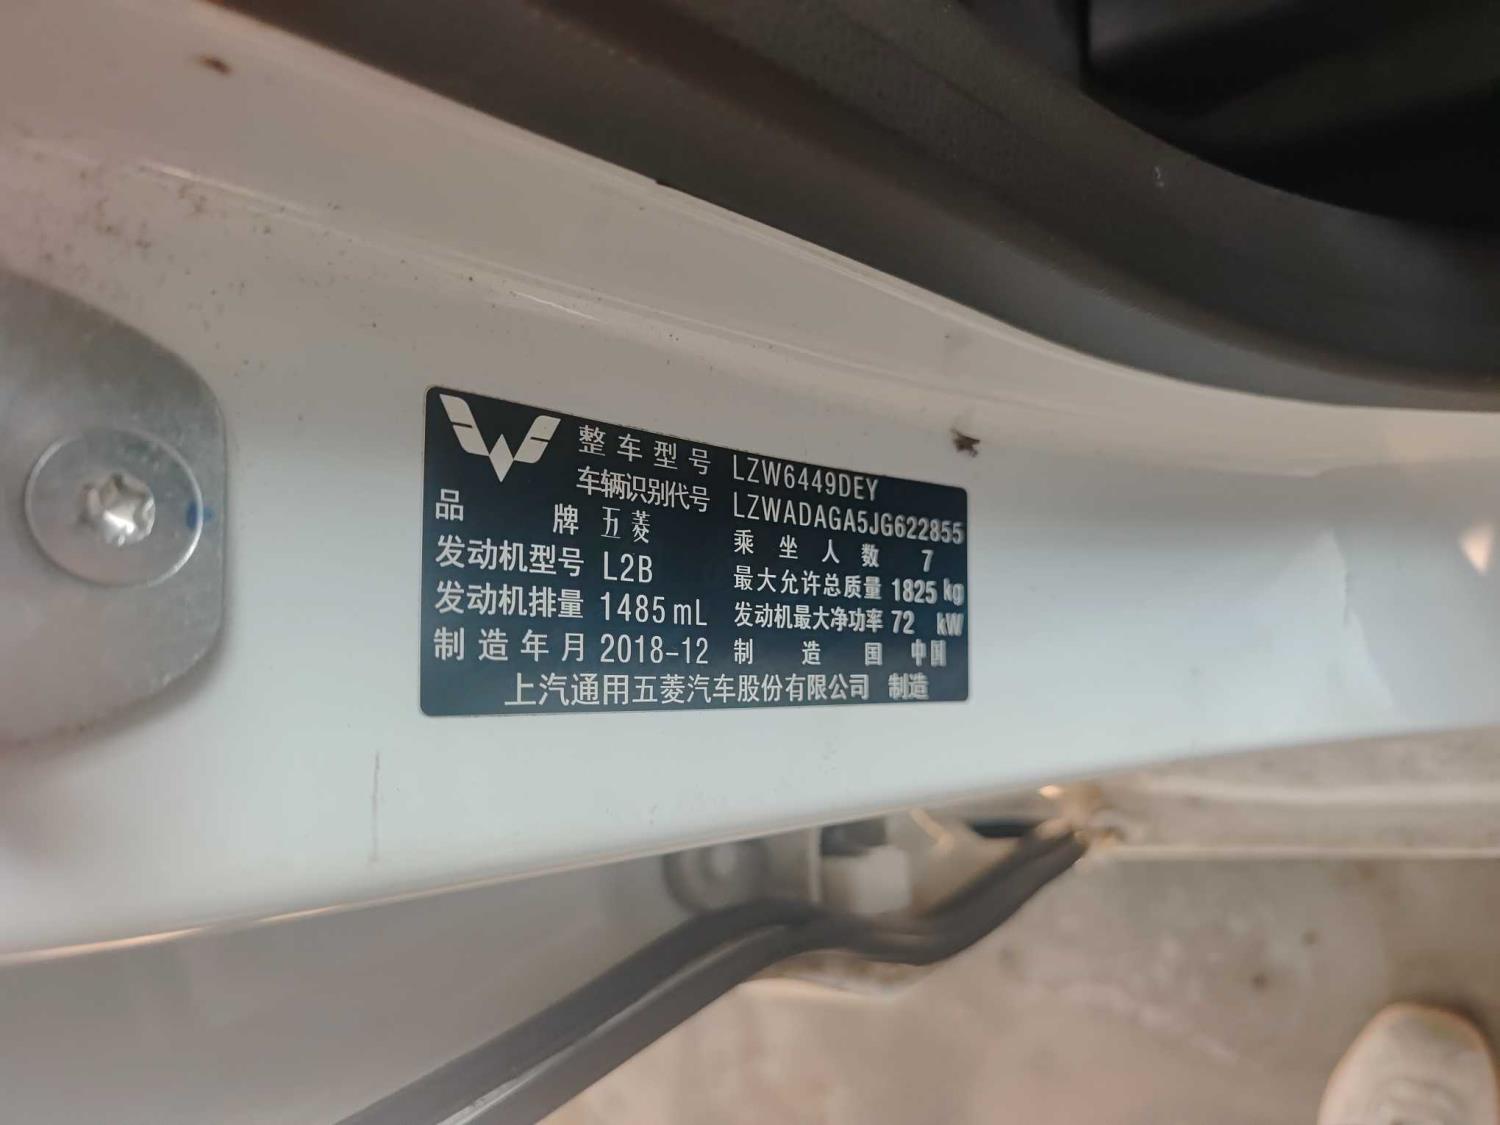 整车型号 LZW6449DEY
车辆识别代号 LZWADAGA5JG622855
品牌 五菱 乘坐人数 7
发动机型号 L2B 最大允许总质量 1825 kg
发动机排量 1485 mL 发动机最大净功率 72 kW
制造年月 2018-12 制造国 中国
上汽通用五菱汽车股份有限公司 制造